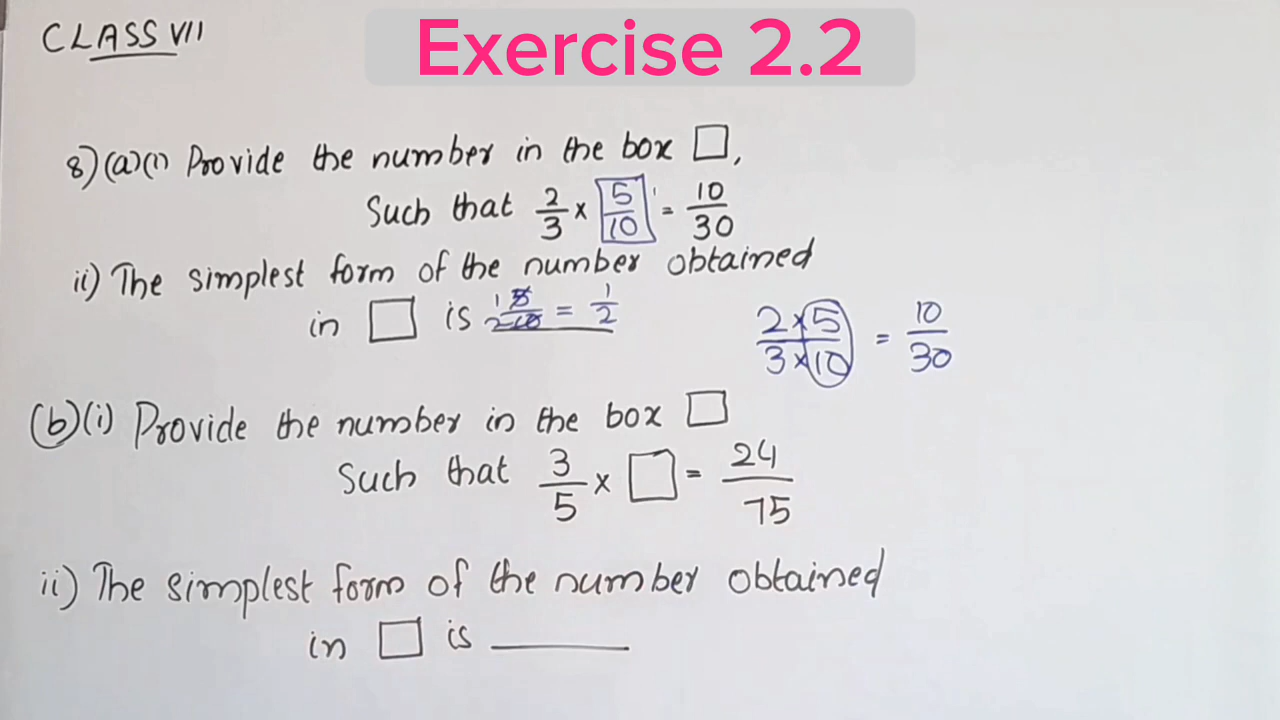 CLASS VII
Exercise 2.2
8) (a) (i) Provide the number in the box □,
Such that 2/3 × 5/10 = 10/30
ii) The simplest form of the number obtained
in □ is 5/10 1/2 = 1/2
2 × 5 / 3 × 10 = 10/30
(b) (i) Provide the number in the box □
Such that 3/5 × □ = 24/75
ii) The simplest form of the number obtained
in □ is ______